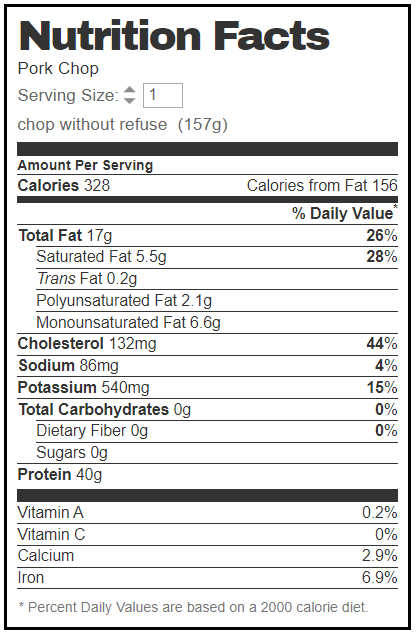 Nutrition Facts
Pork Chop
Serving Size: 1
chop without refuse (157g)
Amount Per Serving
Calories 328 Calories from Fat 156
% Daily Value*
Total Fat 17g 26%
Saturated Fat 5.5g 28%
Trans Fat 0.2g
Polyunsaturated Fat 2.1g
Monounsaturated Fat 6.6g
Cholesterol 132mg 44%
Sodium 86mg 4%
Potassium 540mg 15%
Total Carbohydrates 0g 0%
Dietary Fiber 0g 0%
Sugars 0g
Protein 40g
Vitamin A 0.2%
Vitamin C 0%
Calcium 2.9%
Iron 6.9%
* Percent Daily Values are based on a 2000 calorie diet.